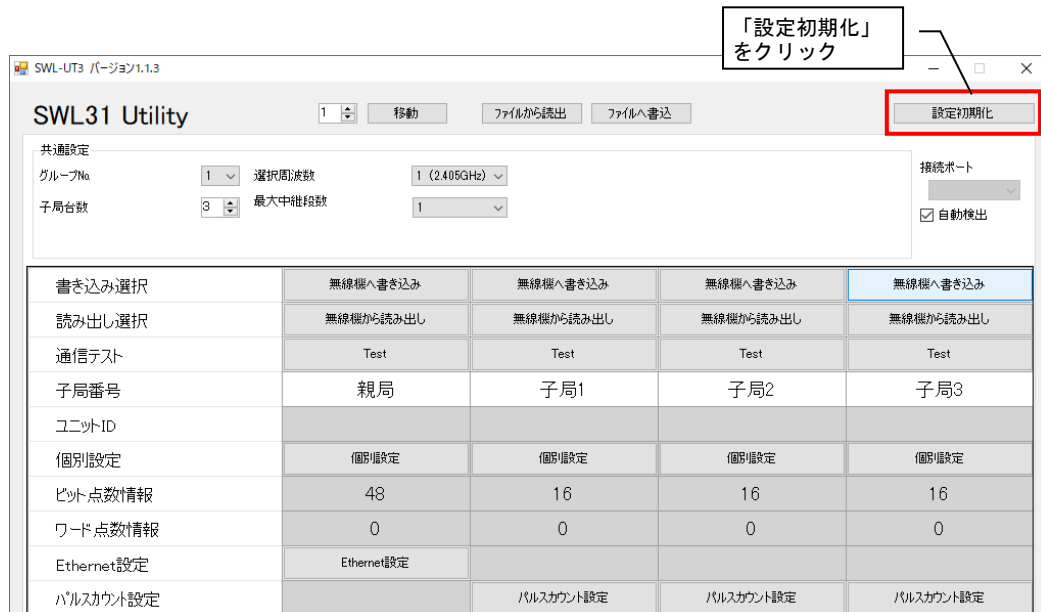 「設定初期化」
をクリック
SWL-UT3 バージョン1.1.3
SWL31 Utility
1 移動 ファイルから読出 ファイルへ書込 設定初期化
共通設定
グループNo. 1 選択周波数 1 (2.405GHz) 接続ポート
子局台数 3 最大中継段数 1 自動検出
書き込み選択 無線機へ書き込み 無線機へ書き込み 無線機へ書き込み 無線機へ書き込み
読み出し選択 無線機から読み出し 無線機から読み出し 無線機から読み出し 無線機から読み出し
通信テスト Test Test Test Test
子局番号 親局 子局1 子局2 子局3
ユニットID
個別設定 個別設定 個別設定 個別設定 個別設定
ビット点数情報 48 16 16 16
ワード点数情報 0 0 0 0
Ethernet設定 Ethernet設定
パルスカウント設定 パルスカウント設定 パルスカウント設定 パルスカウント設定